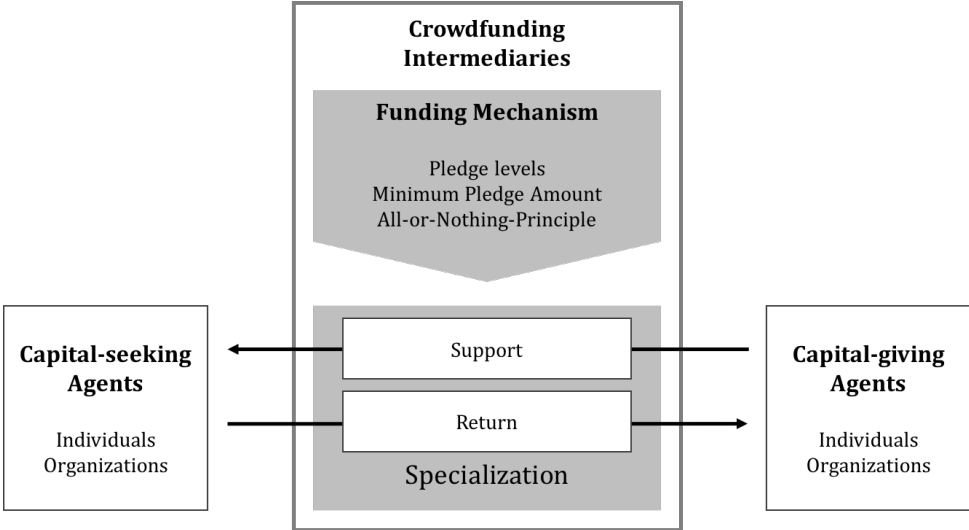 Crowdfunding
Intermediaries
Funding Mechanism
Pledge levels
Minimum Pledge Amount
All-or-Nothing-Principle
Capital-seeking
Agents
Individuals
Organizations
Support
Return
Specialization
Capital-giving
Agents
Individuals
Organizations